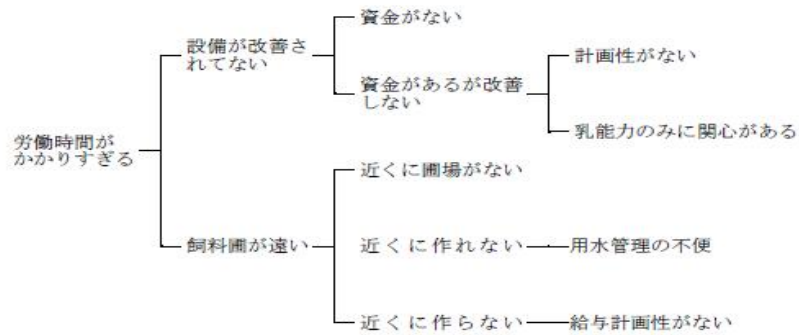 資金がない
設備が改善さ
れてない
計画性がない
資金があるが改善
しない
乳能力のみに関心がある
労働時間が
かかりすぎる
近くに圃場がない
飼料圃が遠い
近くに作れない
用水管理の不便
近くに作らない
給与計画性がない